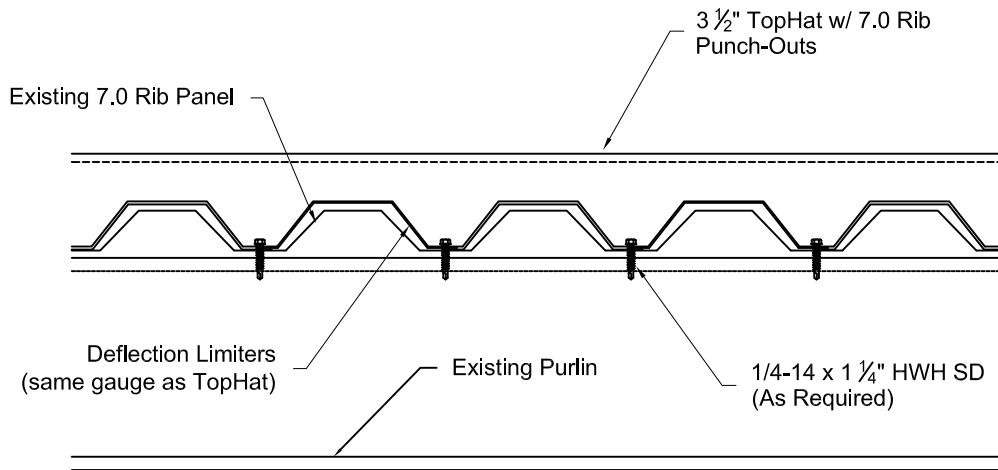 3 ½" TopHat w/ 7.0 Rib
Punch-Outs
Existing 7.0 Rib Panel
Deflection Limiters
(same gauge as TopHat)
Existing Purlin
1/4-14 x 1 ¼" HWH SD
(As Required)